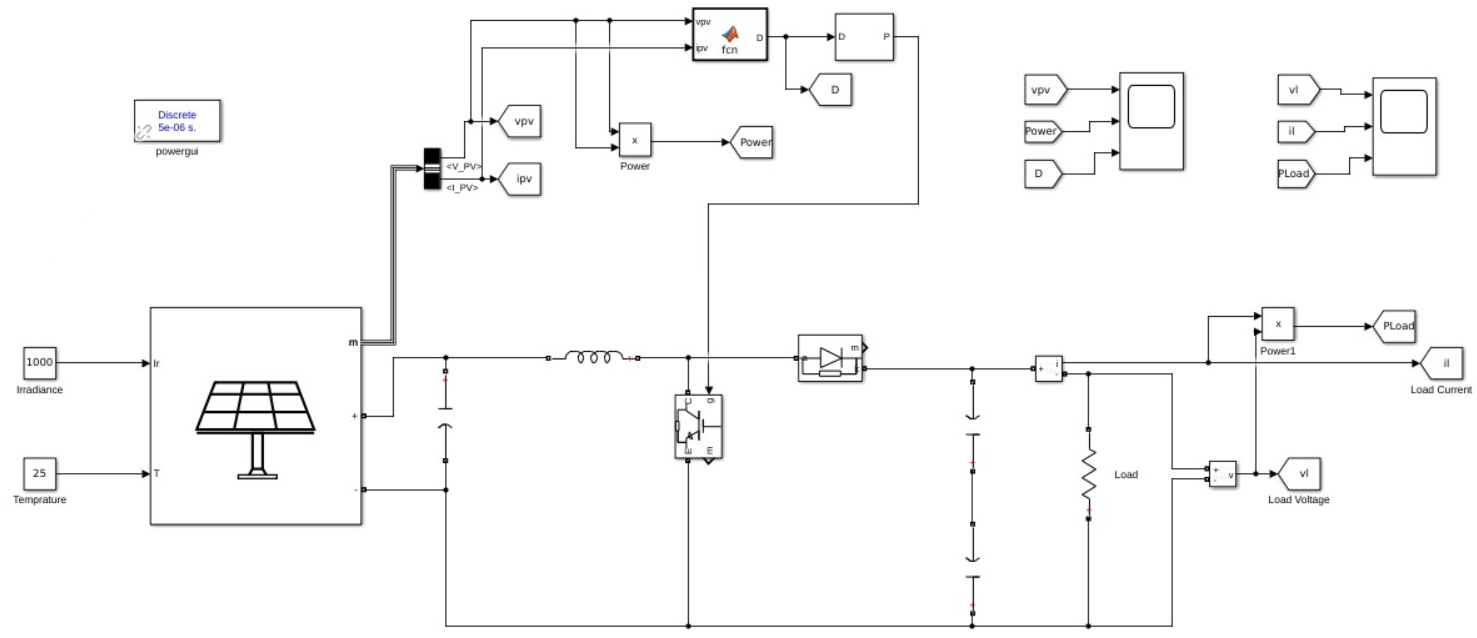 vpv
ipv
fcn
D
D
P
D
Discrete
5e-06 s.
powergui
vpv
<V_PV>
ipv
<I_PV>
x
Power
Power
vpv
Power
D
vl
il
PLoad
1000
Irradiance
Ir
25
Temprature
T
m
+
-
g
C
E
m
a
m
k
+
i
-
x
Power1
PLoad
il
Load Current
Load
+
-
v
vl
Load Voltage